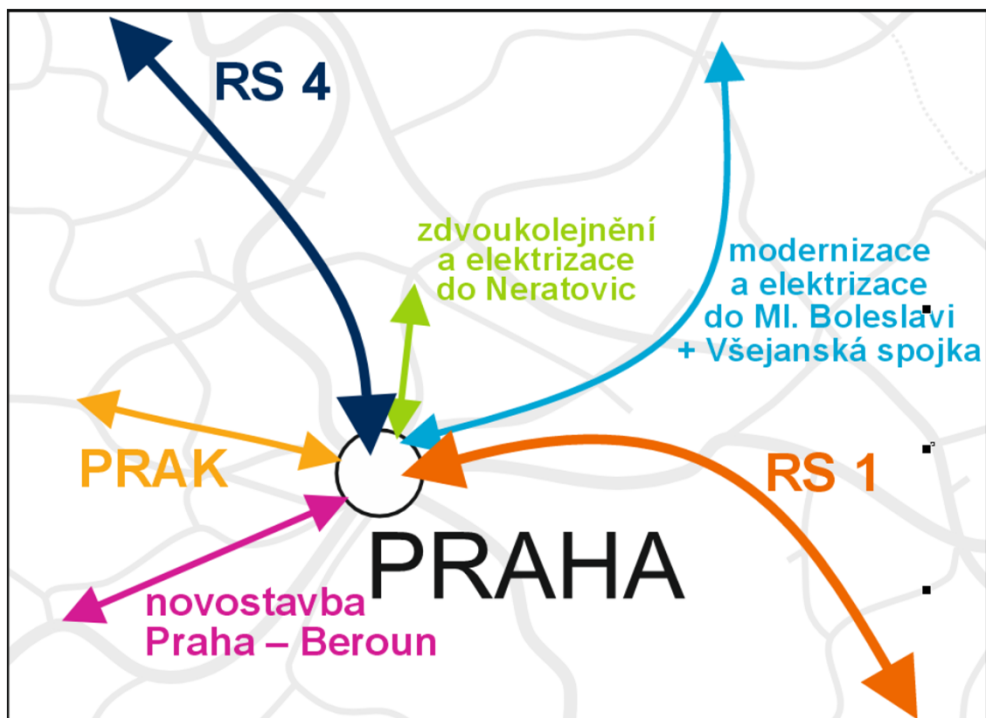 RS 4
zdvoukolejnění
a elektrizace
do Neratovic
modernizace
a elektrizace
do Ml. Boleslavi
+ Všejanská spojka
PRAK
RS 1
PRAHA
novostavba
Praha – Beroun